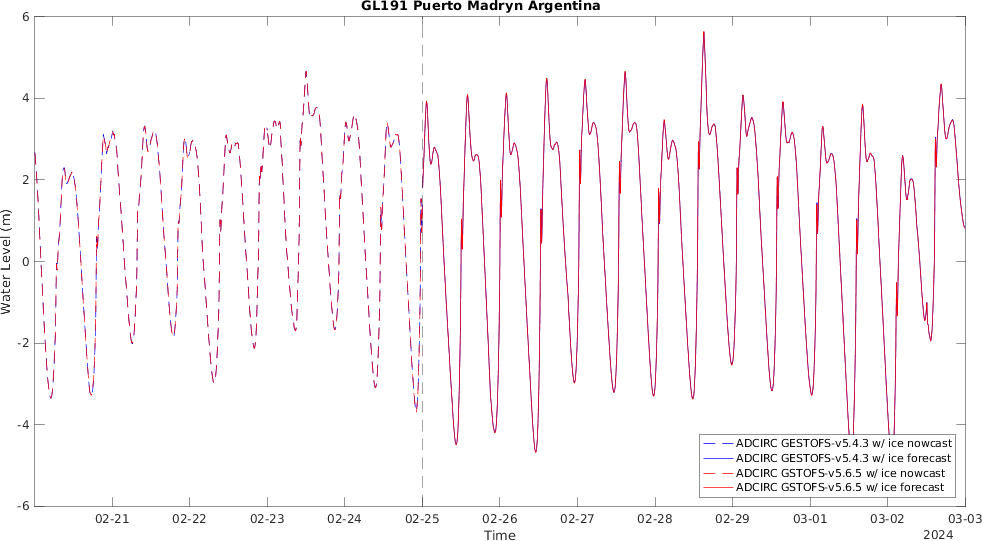 GL191 Puerto Madryn Argentina
Water Level (m)
6
4
2
0
-2
-4
-6
ADCIRC GESTOFS-v5.4.3 w/ ice nowcast
ADCIRC GESTOFS-v5.4.3 w/ ice forecast
ADCIRC GSTOFS-v5.6.5 w/ ice nowcast
ADCIRC GSTOFS-v5.6.5 w/ ice forecast
02-21 02-22 02-23 02-24 02-25 02-26 02-27 02-28 02-29 03-01 03-02 03-03
Time
2024